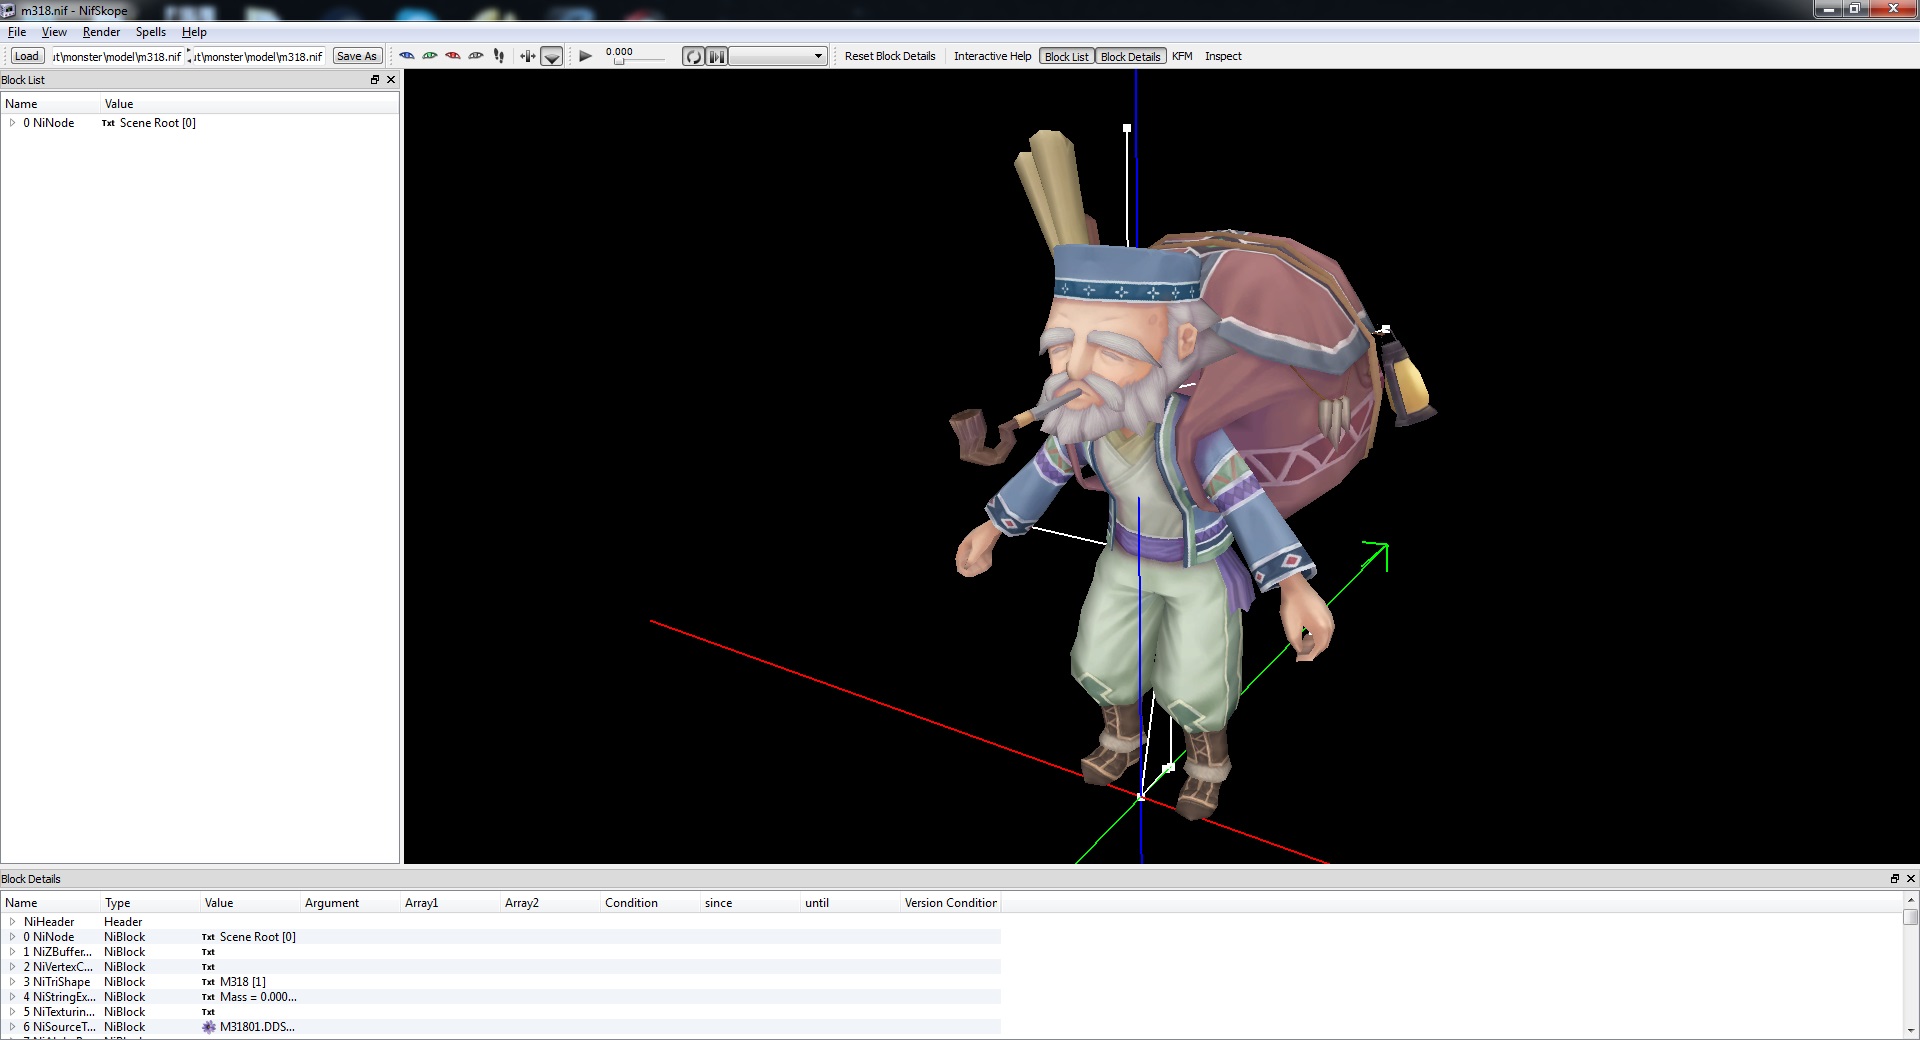 m318.nif - NifSkope
File View Render Spells Help
Load ut\monster\model\m318.nif ut\monster\model\m318.nif Save As 0.000 Reset Block Details Interactive Help Block List Block Details KFM Inspect
Block List
Name Value
0 NiNode Txt Scene Root [0]
Block Details
Name Type Value Argument Array1 Array2 Condition since until Version Condition
NiHeader Header
0 NiNode NiBlock Txt Scene Root [0]
1 NiZBuffer... NiBlock Txt
2 NiVertexC... NiBlock Txt
3 NiTriShape NiBlock Txt M318 [1]
4 NiStringEx... NiBlock Txt Mass = 0.000...
5 NiTexturin... NiBlock Txt
6 NiSourceT... NiBlock M31801.DDS...